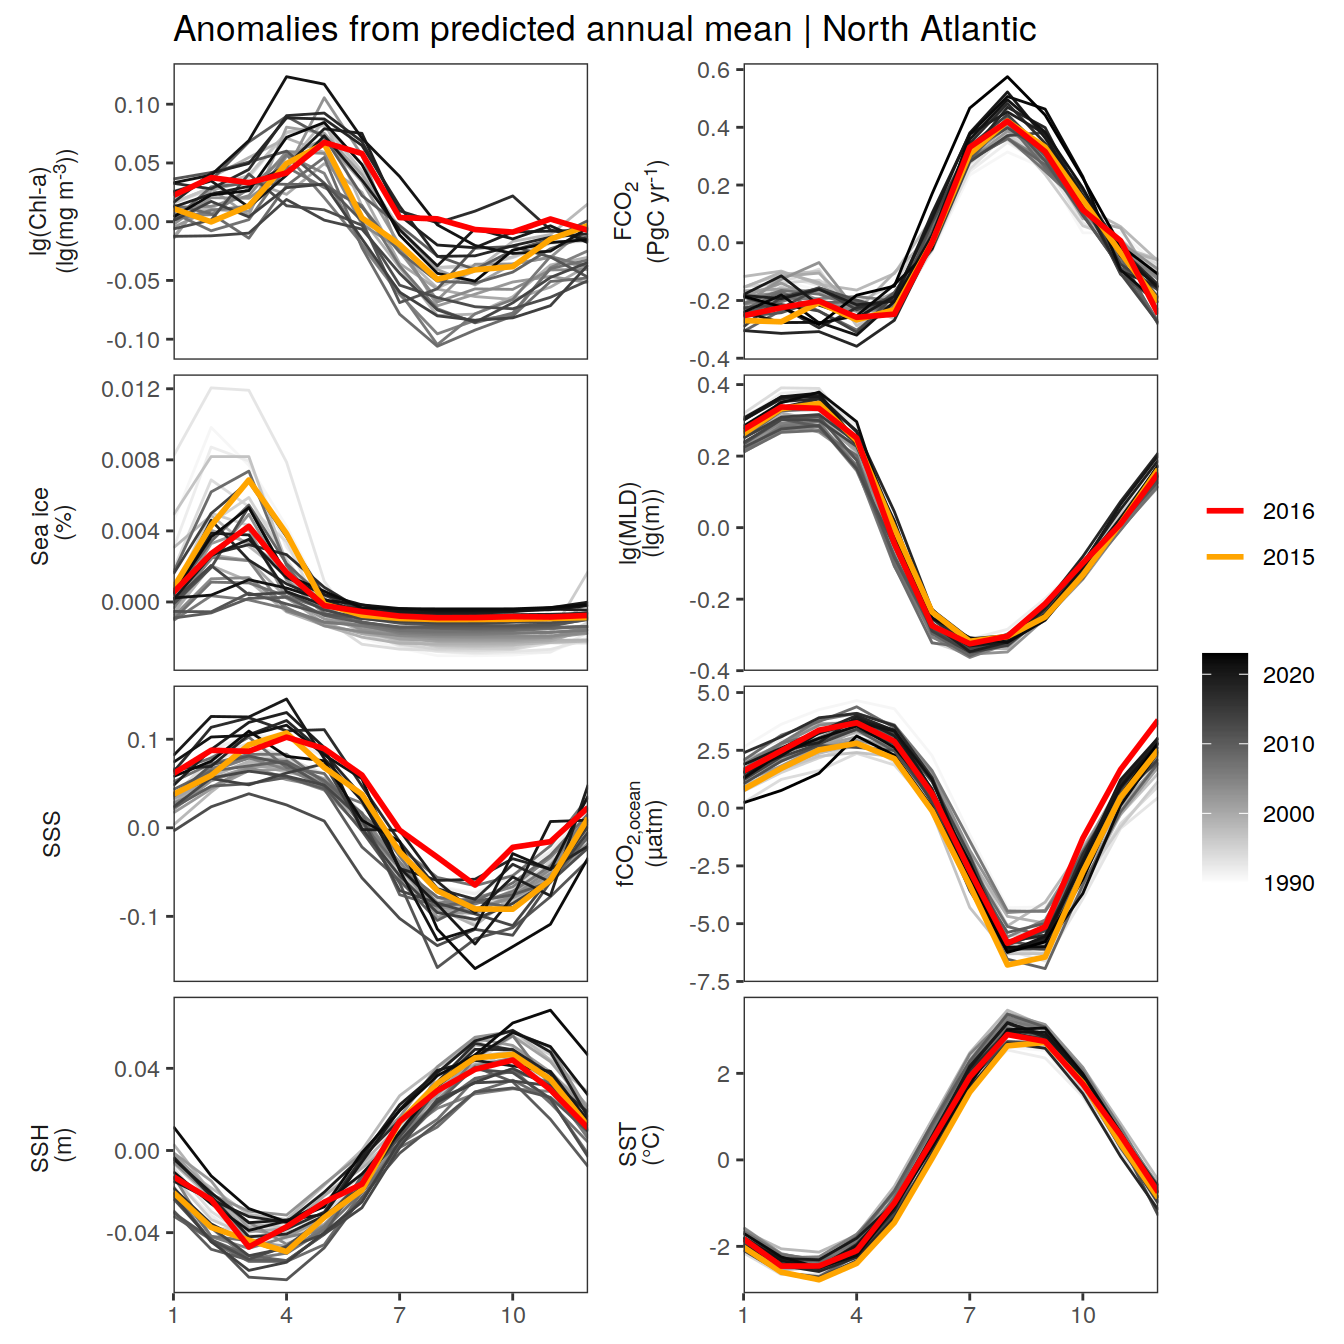 Anomalies from predicted annual mean | North Atlantic
lg(Chl-a)
(lg(mg m⁻³))
0.10
0.05
0.00
-0.05
-0.10
FCO₂
(PgC yr⁻¹)
0.6
0.4
0.2
0.0
-0.2
-0.4
Sea ice
(%)
0.012
0.008
0.004
0.000
lg(MLD)
(lg(m))
0.4
0.2
0.0
-0.2
-0.4
SSS
0.1
0.0
-0.1
fCO₂,ocean
(µatm)
5.0
2.5
0.0
-2.5
-5.0
-7.5
SSH
(m)
0.04
0.00
-0.04
1 4 7 10
SST
(°C)
2
0
-2
1 4 7 10
2016
2015
2020
2010
2000
1990